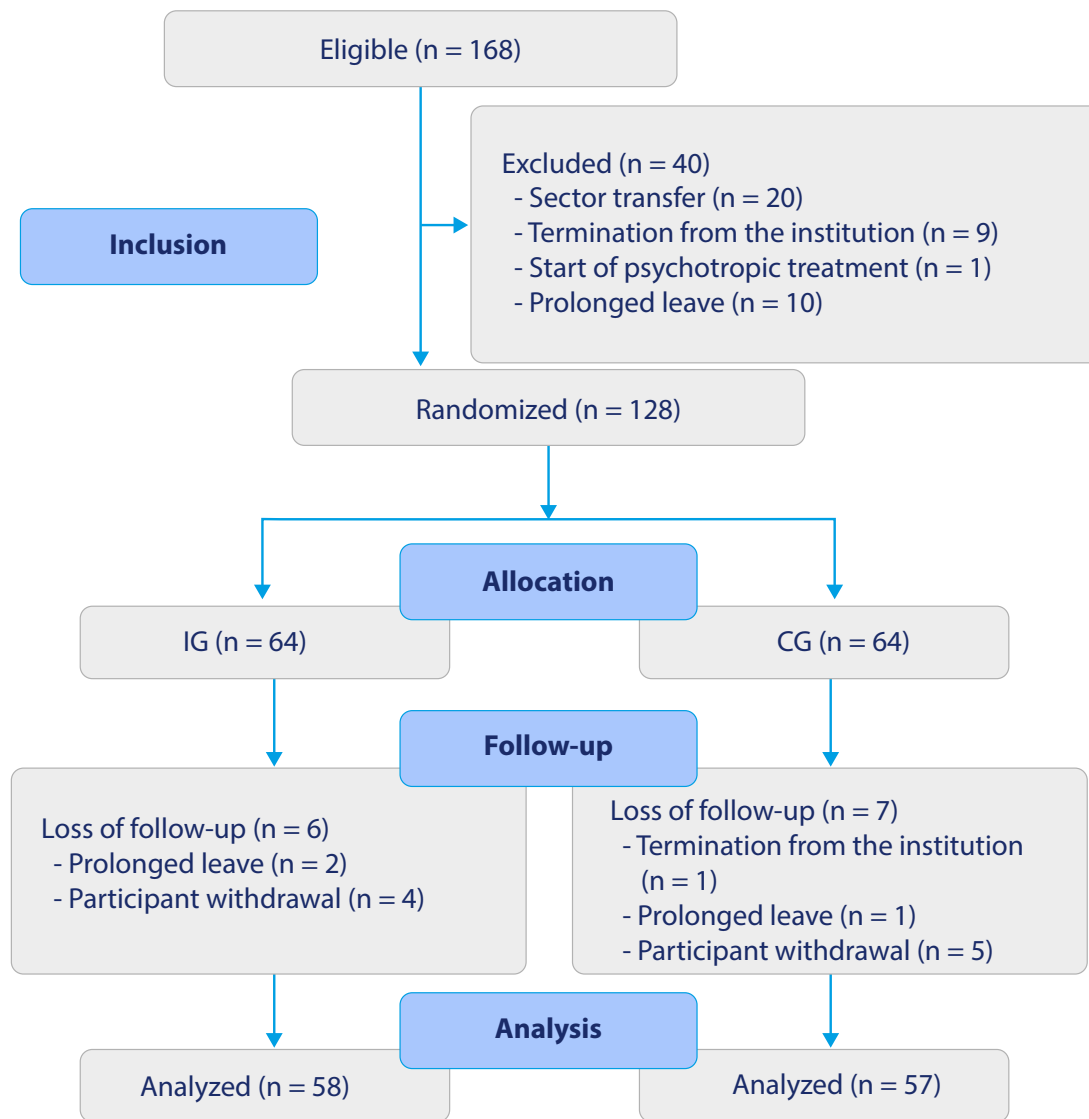 Eligible (n = 168)
Excluded (n = 40)
- Sector transfer (n = 20)
- Termination from the institution (n = 9)
- Start of psychotropic treatment (n = 1)
- Prolonged leave (n = 10)
Inclusion
Randomized (n = 128)
Allocation
IG (n = 64)
CG (n = 64)
Follow-up
Loss of follow-up (n = 6)
- Prolonged leave (n = 2)
- Participant withdrawal (n = 4)
Loss of follow-up (n = 7)
- Termination from the institution
(n = 1)
- Prolonged leave (n = 1)
- Participant withdrawal (n = 5)
Analysis
Analyzed (n = 58)
Analyzed (n = 57)